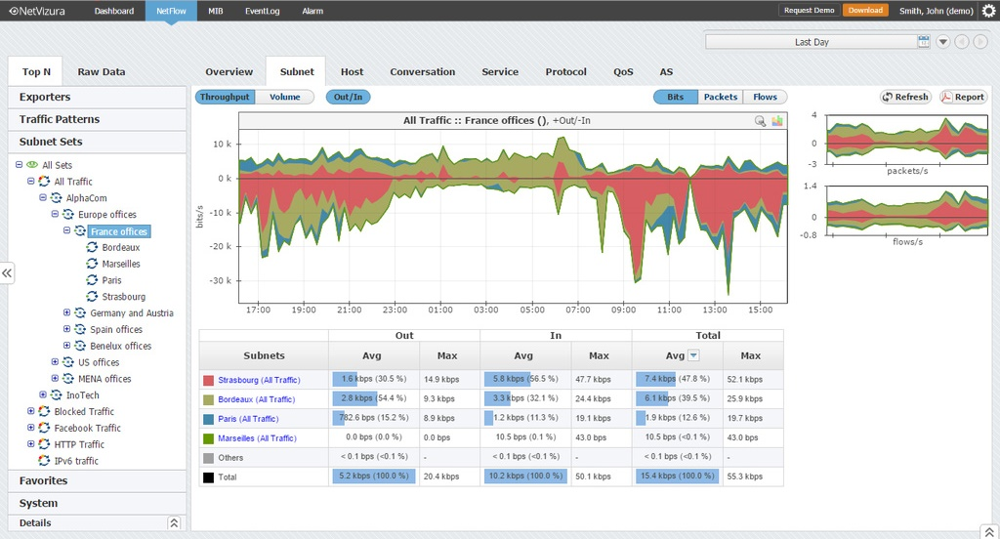 NetVizura Dashboard NetFlow MIB EventLog Alarm Request Demo Download Smith, John (demo)
Last Day
Top N Raw Data Overview Subnet Host Conversation Service Protocol QoS AS
Exporters
Traffic Patterns
Subnet Sets
All Sets
All Traffic
AlphaCom
Europe offices
France offices
Bordeaux
Marseilles
Paris
Strasbourg
Germany and Austria
Spain offices
Benelux offices
US offices
MENA offices
InoTech
Blocked Traffic
Facebook Traffic
HTTP Traffic
IPv6 traffic
Favorites
System
Details
Throughput Volume Out/In Bits Packets Flows Refresh Report
All Traffic :: France offices (), +Out/-In
bits/s
10 k
0 k
-10 k
-20 k
-30 k
17:00 19:00 21:00 23:00 01:00 03:00 05:00 07:00 09:00 11:00 13:00 15:00
4
0
-3
packets/s
1.4
0
-0.8
flows/s
Out In Total
Subnets Avg Max Avg Max Avg Max
Strasbourg (All Traffic) 1.6 kbps (30.5 %) 14.9 kbps 5.8 kbps (56.5 %) 47.7 kbps 7.4 kbps (47.8 %) 52.1 kbps
Bordeaux (All Traffic) 2.8 kbps (54.4 %) 9.3 kbps 3.3 kbps (32.1 %) 24.4 kbps 6.1 kbps (39.5 %) 25.9 kbps
Paris (All Traffic) 782.6 bps (15.2 %) 8.9 kbps 1.2 kbps (11.3 %) 19.1 kbps 1.9 kbps (12.6 %) 19.7 kbps
Marseilles (All Traffic) 0.0 bps (0.0 %) 0.0 bps 10.5 bps (0.1 %) 43.0 bps 10.5 bps (<0.1 %) 43.0 bps
Others < 0.1 bps (<0.1 %) - < 0.1 bps (<0.1 %) - < 0.1 bps (<0.1 %) -
Total 5.2 kbps (100.0 %) 20.4 kbps 10.2 kbps (100.0 %) 50.1 kbps 15.4 kbps (100.0 %) 55.3 kbps